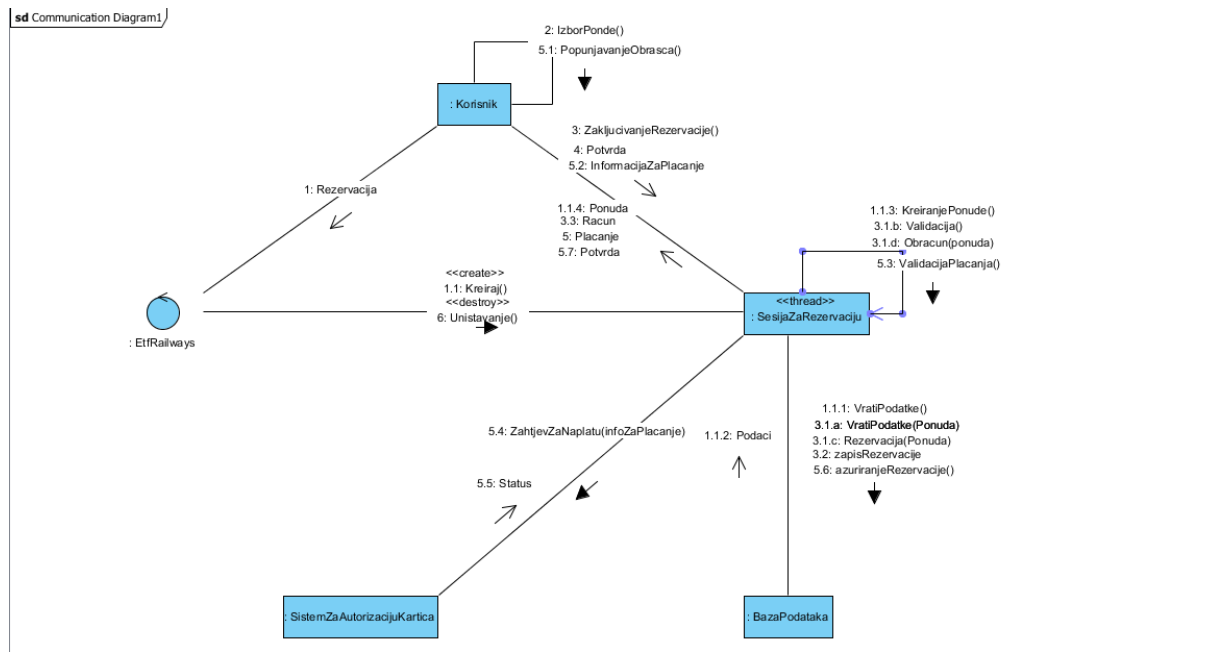 sd Communication Diagram1
2: IzborPonde()
5.1: PopunjavanjeObrasca()
: Korisnik
3: ZakljucivanjeRezervacije()
4: Potvrda
5.2: InformacijaZaPlacanje
1: Rezervacija
1.1.4: Ponuda
3.3: Racun
5: Placanje
5.7: Potvrda
1.1.3: KreiranjePonude()
3.1.b: Validacija()
3.1.d: Obracun(ponuda)
5.3: ValidacijaPlacanja()
<<create>>
1.1: Kreiraj()
<<destroy>>
6: Unistavanje()
<<thread>>
: SesijaZaRezervaciju
: EtfRailways
5.4: ZahtjevZaNaplatu(infoZaPlacanje)
5.5: Status
1.1.2: Podaci
1.1.1: VratiPodatke()
3.1.a: VratiPodatke(Ponuda)
3.1.c: Rezervacija(Ponuda)
3.2: zapisRezervacije
5.6: azuriranjeRezervacije()
: SistemZaAutorizacijuKartica
: BazaPodataka